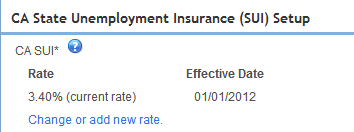 CA State Unemployment Insurance (SUI) Setup
CA SUI* ?
Rate Effective Date
3.40% (current rate) 01/01/2012
Change or add new rate.